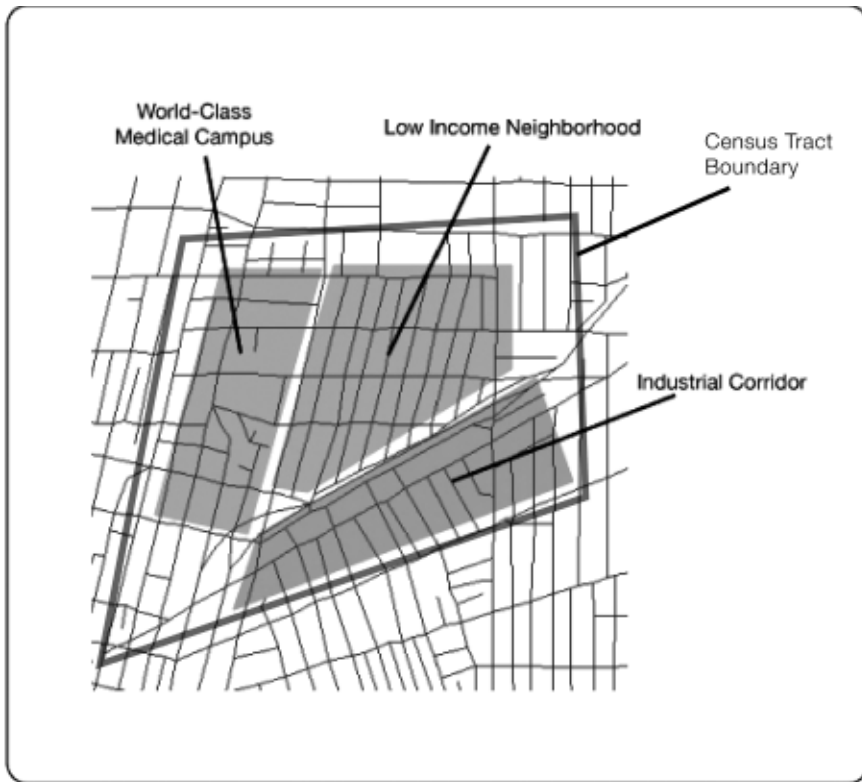 World-Class
Medical Campus
Low Income Neighborhood
Census Tract
Boundary
Industrial Corridor